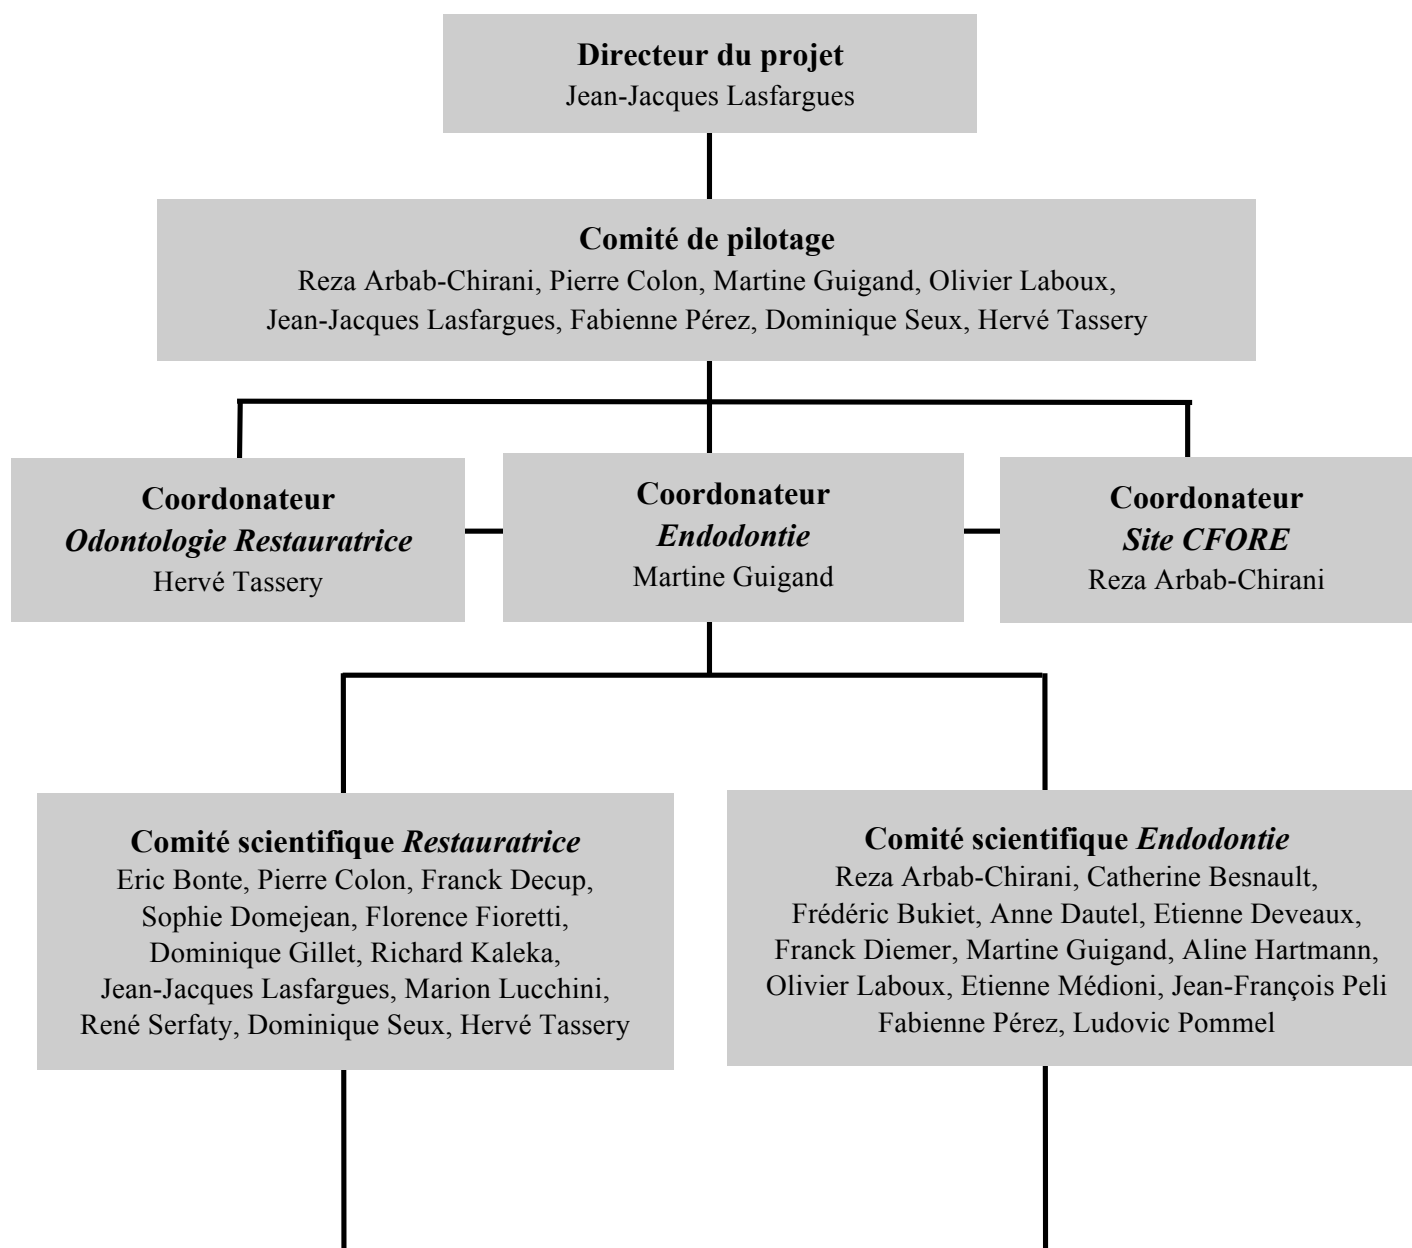 Directeur du projet
Jean-Jacques Lasfargues
Comité de pilotage
Reza Arbab-Chirani, Pierre Colon, Martine Guigand, Olivier Laboux,
Jean-Jacques Lasfargues, Fabienne Pérez, Dominique Seux, Hervé Tassery
Coordonateur
Odontologie Restauratrice
Hervé Tassery
Coordonateur
Endodontie
Martine Guigand
Coordonateur
Site CFORE
Reza Arbab-Chirani
Comité scientifique Restauratrice
Eric Bonte, Pierre Colon, Franck Decup,
Sophie Domejean, Florence Fioretti,
Dominique Gillet, Richard Kaleka,
Jean-Jacques Lasfargues, Marion Lucchini,
René Serfaty, Dominique Seux, Hervé Tassery
Comité scientifique Endodontie
Reza Arbab-Chirani, Catherine Besnault,
Frédéric Bukiet, Anne Dautel, Etienne Deveaux,
Franck Diemer, Martine Guigand, Aline Hartmann,
Olivier Laboux, Etienne Médioni, Jean-François Peli
Fabienne Pérez, Ludovic Pommel